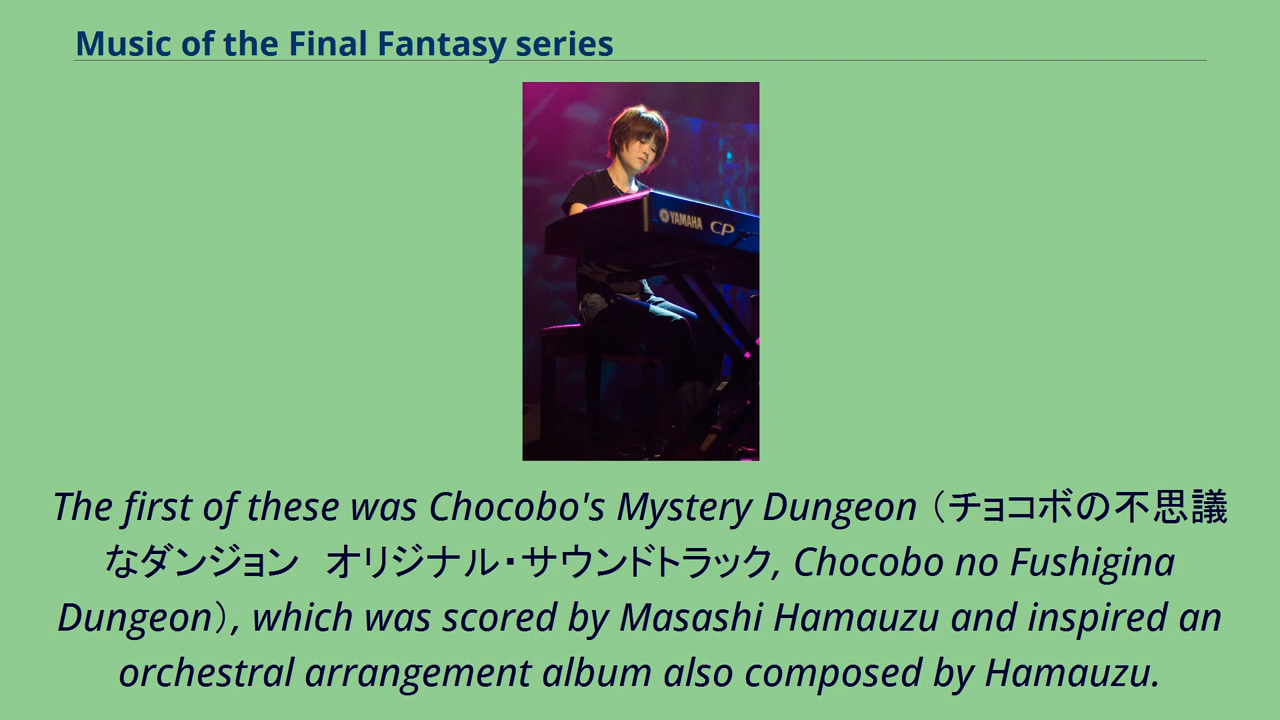 Music of the Final Fantasy series
YAMAHA CP
The first of these was Chocobo's Mystery Dungeon（チョコボの不思議
なダンジョン　オリジナル・サウンドトラック, Chocobo no Fushigina
Dungeon）, which was scored by Masashi Hamauzu and inspired an
orchestral arrangement album also composed by Hamauzu.